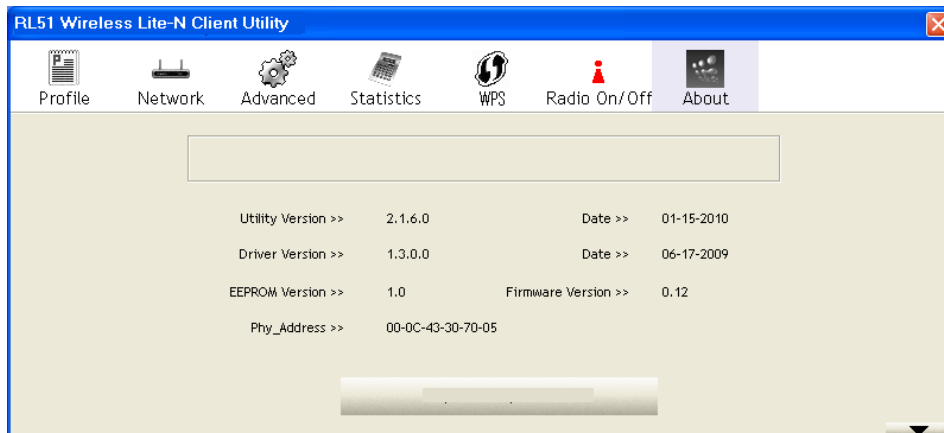 RL51 Wireless Lite-N Client Utility
Profile Network Advanced Statistics WPS Radio On/Off About
Utility Version >> 2.1.6.0 Date >> 01-15-2010
Driver Version >> 1.3.0.0 Date >> 06-17-2009
EEPROM Version >> 1.0 Firmware Version >> 0.12
Phy_Address >> 00-0C-43-30-70-05